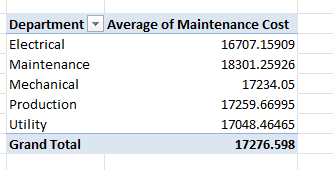 Department Average of Maintenance Cost
Electrical 16707.15909
Maintenance 18301.25926
Mechanical 17234.05
Production 17259.66995
Utility 17048.46465
Grand Total 17276.598